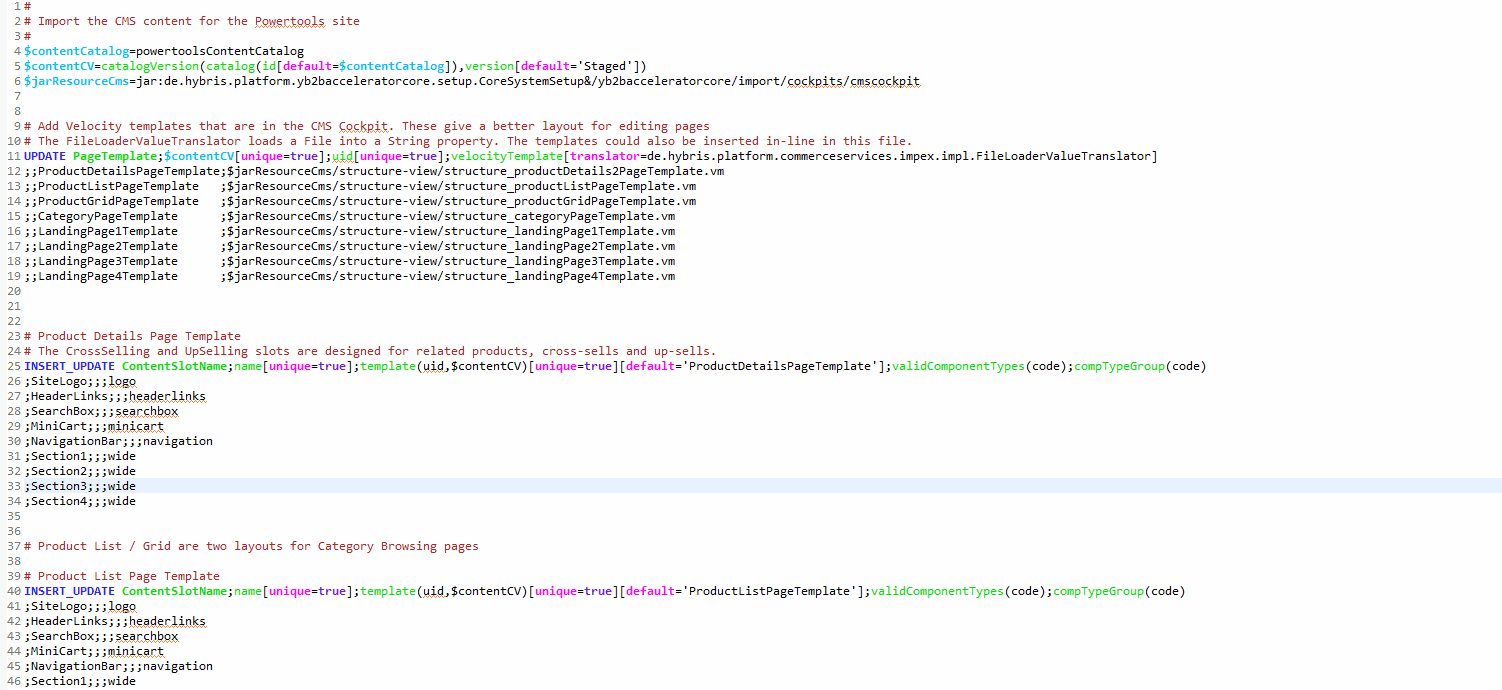 1 #
2 # Import the CMS content for the Powertools site
3 #
4 $contentCatalog=powertoolsContentCatalog
5 $contentCV=catalogVersion(catalog(id[default=$contentCatalog]),version[default='Staged'])
6 $jarResourceCms=jar:de.hybris.platform.yb2bacceleratorcore.setup.CoreSystemSetup&/yb2bacceleratorcore/import/cockpits/cmscockpit
7
8
9 # Add Velocity templates that are in the CMS Cockpit. These give a better layout for editing pages
10 # The FileLoaderValueTranslator loads a File into a String property. The templates could also be inserted in-line in this file.
11 UPDATE PageTemplate;$contentCV[unique=true];uid[unique=true];velocityTemplate[translator=de.hybris.platform.commerceservices.impex.impl.FileLoaderValueTranslator]
12 ;;ProductDetailsPageTemplate;$jarResourceCms/structure-view/structure_productDetails2PageTemplate.vm
13 ;;ProductListPageTemplate   ;$jarResourceCms/structure-view/structure_productListPageTemplate.vm
14 ;;ProductGridPageTemplate   ;$jarResourceCms/structure-view/structure_productGridPageTemplate.vm
15 ;;CategoryPageTemplate      ;$jarResourceCms/structure-view/structure_categoryPageTemplate.vm
16 ;;LandingPage1Template      ;$jarResourceCms/structure-view/structure_landingPage1Template.vm
17 ;;LandingPage2Template      ;$jarResourceCms/structure-view/structure_landingPage2Template.vm
18 ;;LandingPage3Template      ;$jarResourceCms/structure-view/structure_landingPage3Template.vm
19 ;;LandingPage4Template      ;$jarResourceCms/structure-view/structure_landingPage4Template.vm
20
21
22
23 # Product Details Page Template
24 # The CrossSelling and UpSelling slots are designed for related products, cross-sells and up-sells.
25 INSERT_UPDATE ContentSlotName;name[unique=true];template(uid,$contentCV)[unique=true][default='ProductDetailsPageTemplate'];validComponentTypes(code);compTypeGroup(code)
26 ;SiteLogo;;;logo
27 ;HeaderLinks;;;headerlinks
28 ;SearchBox;;;searchbox
29 ;MiniCart;;;minicart
30 ;NavigationBar;;;navigation
31 ;Section1;;;wide
32 ;Section2;;;wide
33 ;Section3;;;wide
34 ;Section4;;;wide
35
36
37 # Product List / Grid are two layouts for Category Browsing pages
38
39 # Product List Page Template
40 INSERT_UPDATE ContentSlotName;name[unique=true];template(uid,$contentCV)[unique=true][default='ProductListPageTemplate'];validComponentTypes(code);compTypeGroup(code)
41 ;SiteLogo;;;logo
42 ;HeaderLinks;;;headerlinks
43 ;SearchBox;;;searchbox
44 ;MiniCart;;;minicart
45 ;NavigationBar;;;navigation
46 ;Section1;;;wide